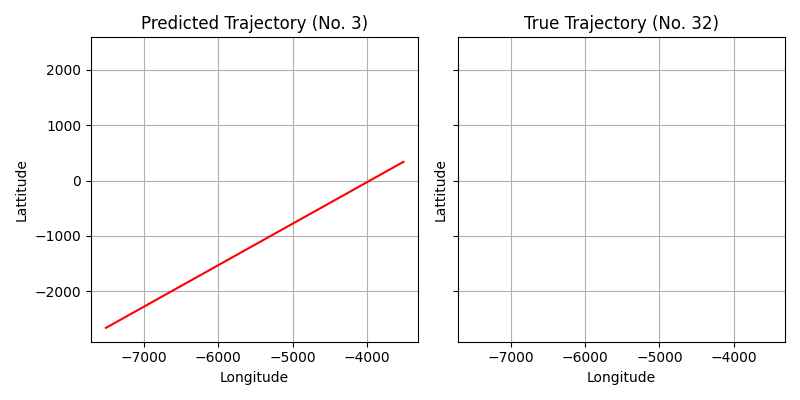 Predicted Trajectory (No. 3)
True Trajectory (No. 32)
2000
1000
0
−1000
−2000
Lattitude
Lattitude
−7000
−6000
−5000
−4000
−7000
−6000
−5000
−4000
Longitude
Longitude